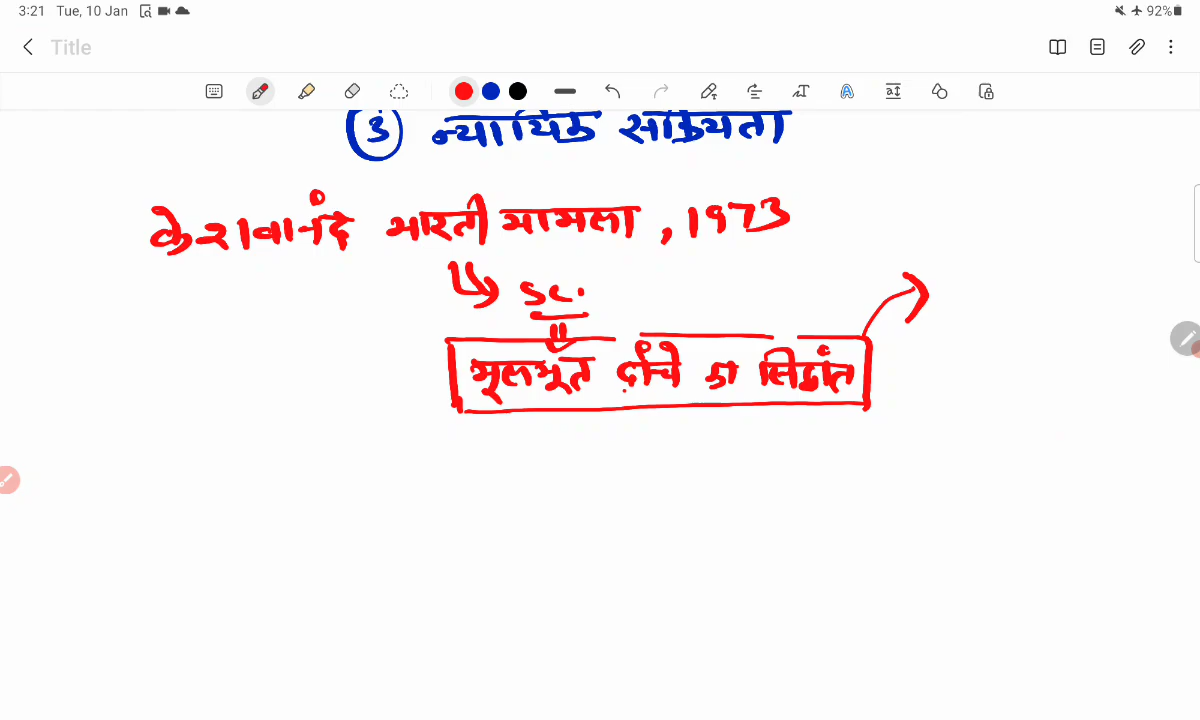 3:21 Tue, 10 Jan
92%
Title
③ न्यायिक सक्रियता
केशवानंद भारती मामला, 1973
SC.
मूलभूत ढाँचे का सिद्धांत